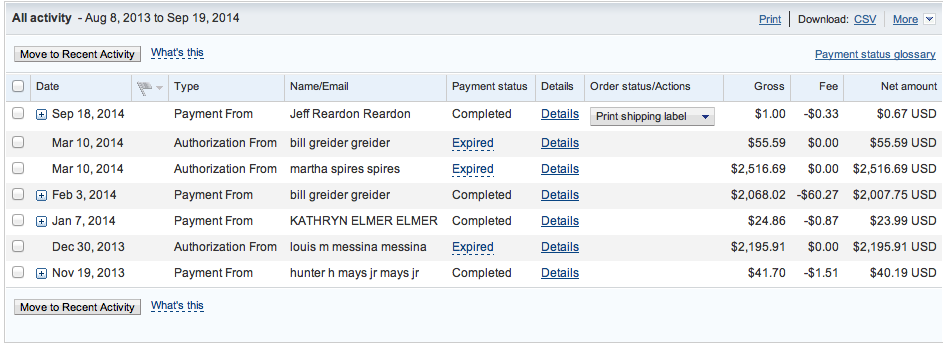 All activity - Aug 8, 2013 to Sep 19, 2014 Print Download: CSV More
Move to Recent Activity What's this Payment status glossary
Date Type Name/Email Payment status Details Order status/Actions Gross Fee Net amount
Sep 18, 2014 Payment From Jeff Reardon Reardon Completed Details Print shipping label $1.00 -$0.33 $0.67 USD
Mar 10, 2014 Authorization From bill greider greider Expired Details $55.59 $0.00 $55.59 USD
Mar 10, 2014 Authorization From martha spires spires Expired Details $2,516.69 $0.00 $2,516.69 USD
Feb 3, 2014 Payment From bill greider greider Completed Details $2,068.02 -$60.27 $2,007.75 USD
Jan 7, 2014 Payment From KATHRYN ELMER ELMER Completed Details $24.86 -$0.87 $23.99 USD
Dec 30, 2013 Authorization From louis m messina messina Expired Details $2,195.91 $0.00 $2,195.91 USD
Nov 19, 2013 Payment From hunter h mays jr mays jr Completed Details $41.70 -$1.51 $40.19 USD
Move to Recent Activity What's this